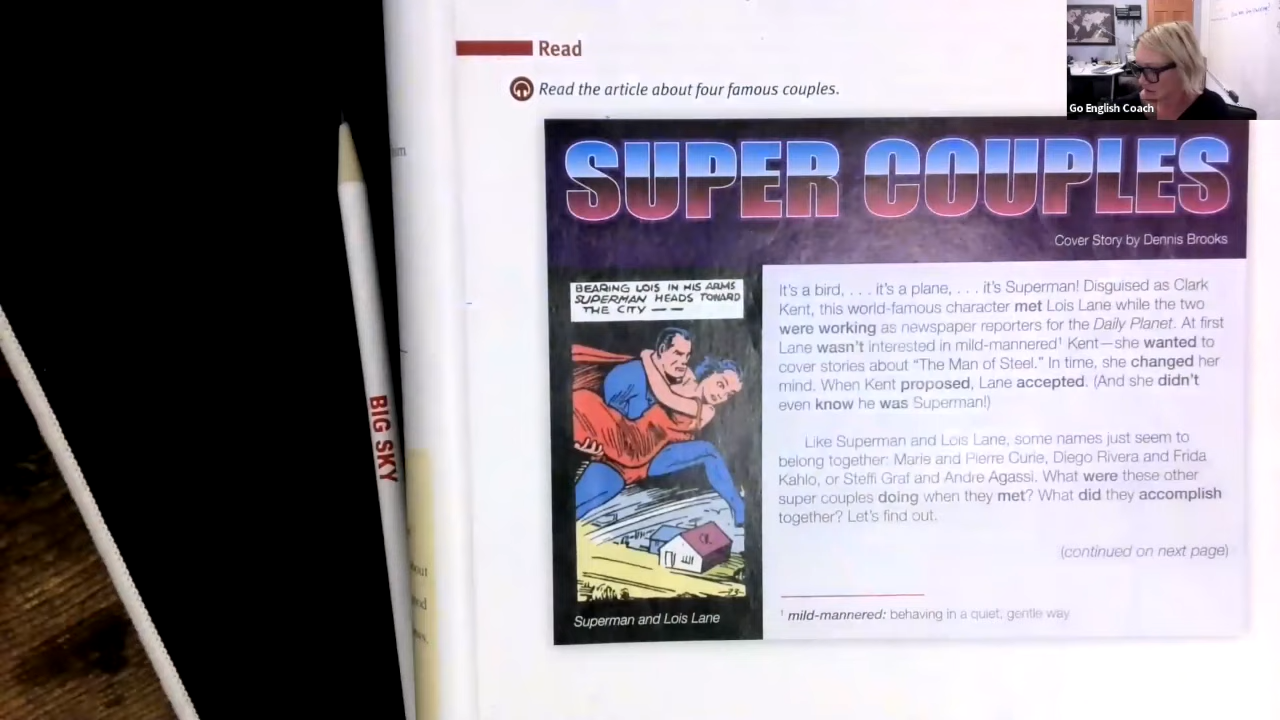 Read
Read the article about four famous couples.
Go English Coach
SUPER COUPLES
Cover Story by Dennis Brooks
BEARING LOIS IN HIS ARMS
SUPERMAN HEADS TOWARD
THE CITY — —
It's a bird, . . . it's a plane, . . . it's Superman! Disguised as Clark
Kent, this world-famous character met Lois Lane while the two
were working as newspaper reporters for the Daily Planet. At first
Lane wasn't interested in mild-mannered¹ Kent—she wanted to
cover stories about "The Man of Steel." In time, she changed her
mind. When Kent proposed, Lane accepted. (And she didn't
even know he was Superman!)
Like Superman and Lois Lane, some names just seem to
belong together: Marie and Pierre Curie, Diego Rivera and Frida
Kahlo, or Steffi Graf and Andre Agassi. What were these other
super couples doing when they met? What did they accomplish
together? Let's find out.
(continued on next page)
¹ mild-mannered: behaving in a quiet, gentle way
Superman and Lois Lane
BIG SKY